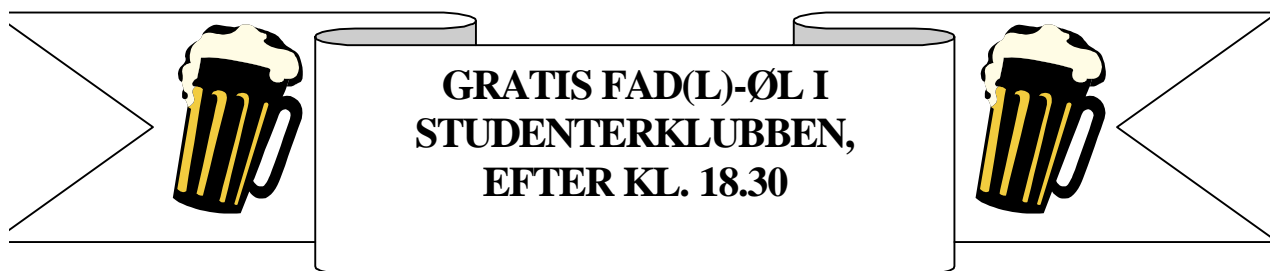 GRATIS FAD(L)-ØL I
STUDENTERKLUBBEN,
EFTER KL. 18.30